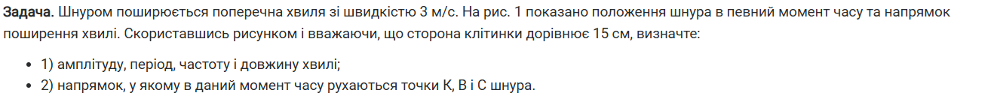 Задача. Шнуром поширюється поперечна хвиля зі швидкістю 3 м/с. На рис. 1 показано положення шнура в певний момент часу та напрямок
поширення хвилі. Скориставшись рисунком і вважаючи, що сторона клітинки дорівнює 15 см, визначте:
• 1) амплітуду, період, частоту і довжину хвилі;
• 2) напрямок, у якому в даний момент часу рухаються точки К, В і С шнура.